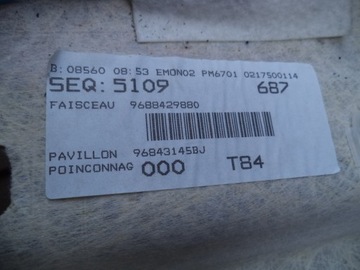 B: 08560 08:53 EMON02 PM6701 0217500114
SEQ: 5109 687
FAISCEAU 9688429880
PAVILLON 96843145BJ
POINCONNAG 000 T84